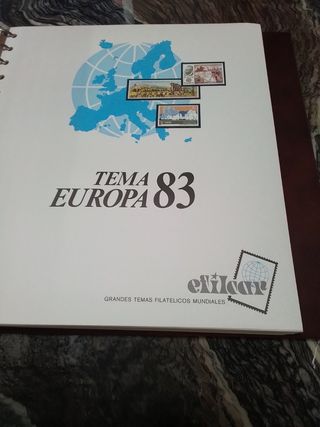 TEMA
EUROPA 83
efilcar
GRANDES TEMAS FILATELICOS MUNDIALES